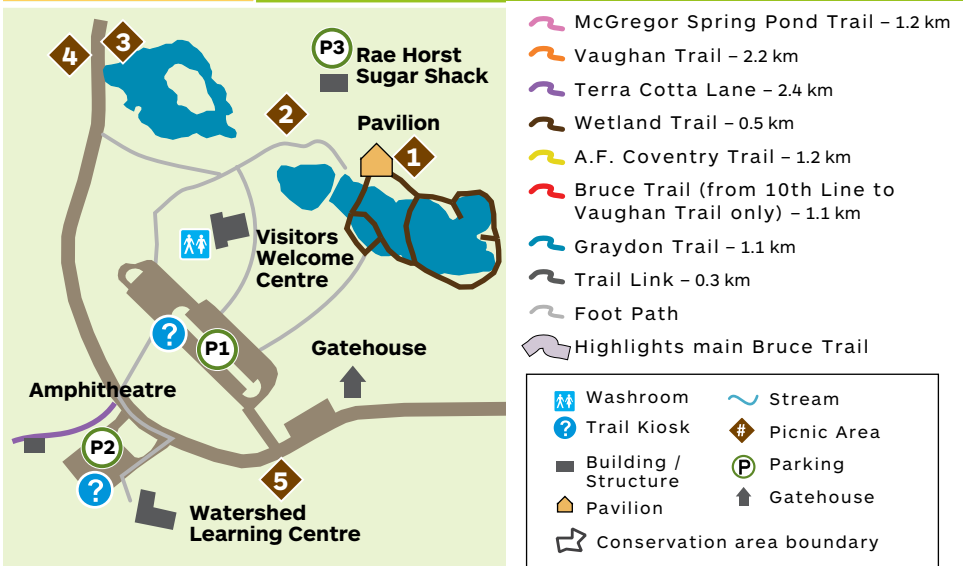 4
3
P3
Rae Horst
Sugar Shack
2
Pavilion
1
Visitors
Welcome
Centre
?
P1
Gatehouse
Amphitheatre
P2
?
5
Watershed
Learning Centre
McGregor Spring Pond Trail – 1.2 km
Vaughan Trail – 2.2 km
Terra Cotta Lane – 2.4 km
Wetland Trail – 0.5 km
A.F. Coventry Trail – 1.2 km
Bruce Trail (from 10th Line to
Vaughan Trail only) – 1.1 km
Graydon Trail – 1.1 km
Trail Link – 0.3 km
Foot Path
Highlights main Bruce Trail
Washroom
? Trail Kiosk
Building /
Structure
Pavilion
Stream
# Picnic Area
P Parking
Gatehouse
Conservation area boundary